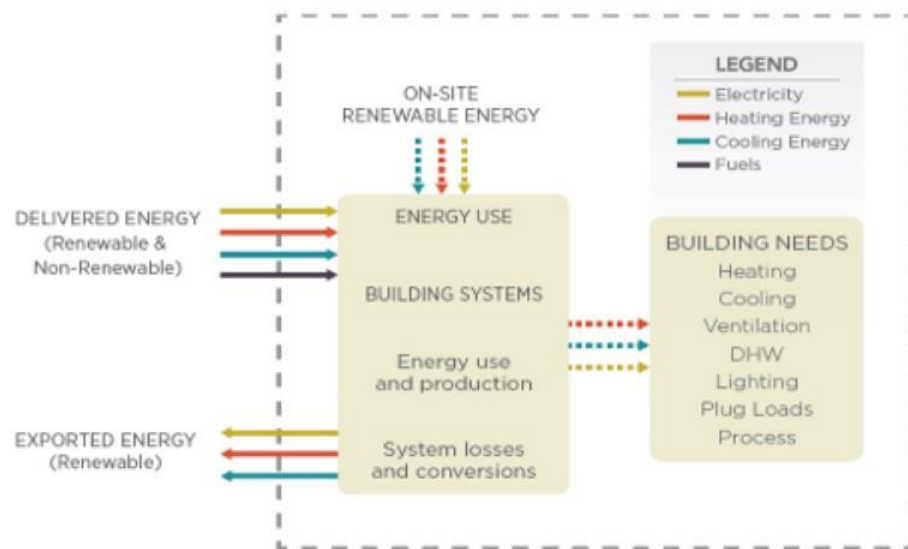 LEGEND
Electricity
Heating Energy
Cooling Energy
Fuels
ON-SITE
RENEWABLE ENERGY
DELIVERED ENERGY
(Renewable &
Non-Renewable)
ENERGY USE
BUILDING SYSTEMS
Energy use
and production
System losses
and conversions
EXPORTED ENERGY
(Renewable)
BUILDING NEEDS
Heating
Cooling
Ventilation
DHW
Lighting
Plug Loads
Process